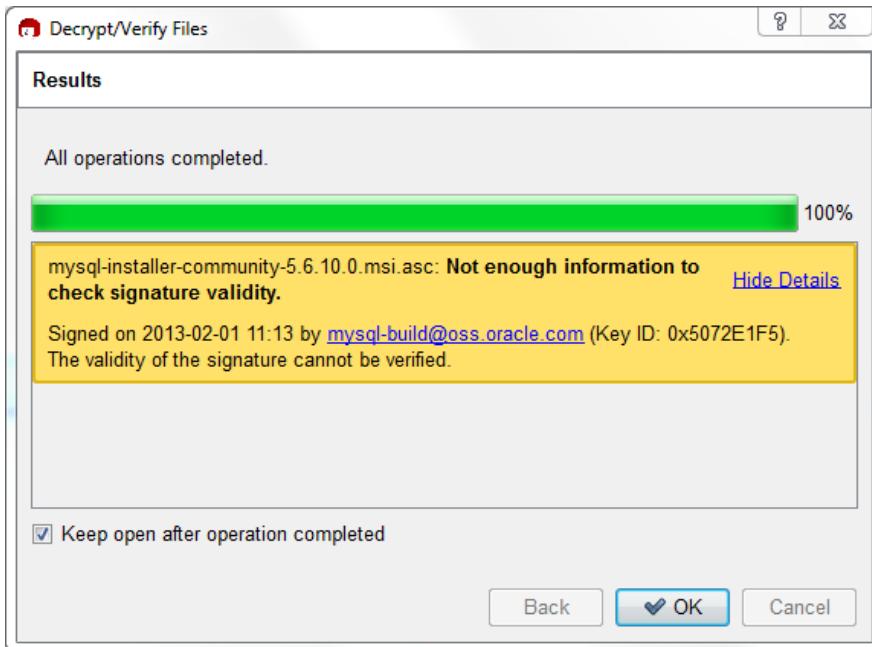 Decrypt/Verify Files
Results
All operations completed.
100%
mysql-installer-community-5.6.10.0.msi.asc: Not enough information to
check signature validity.
Hide Details
Signed on 2013-02-01 11:13 by mysql-build@oss.oracle.com (Key ID: 0x5072E1F5).
The validity of the signature cannot be verified.
Keep open after operation completed
Back
OK
Cancel